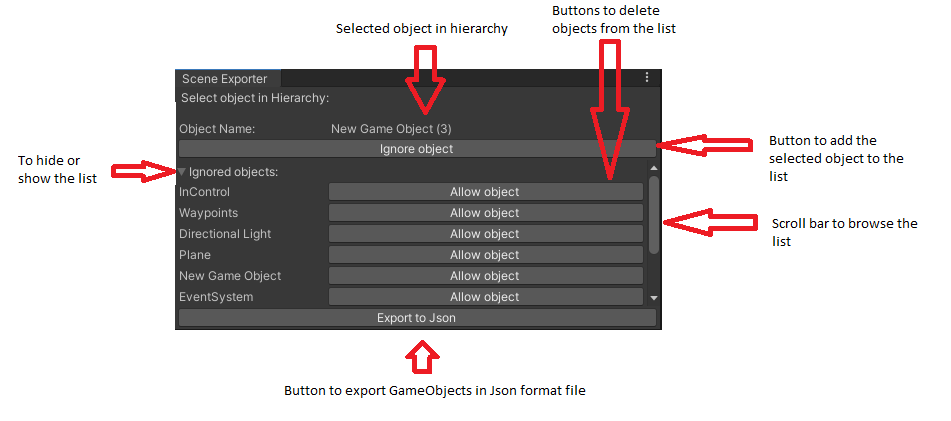 Buttons to delete
objects from the list
Selected object in hierarchy
Scene Exporter
Select object in Hierarchy:
Object Name: New Game Object (3)
Ignore object
Button to add the
selected object to the
list
To hide or
show the list
Ignored objects:
InControl Allow object
Waypoints Allow object
Directional Light Allow object
Plane Allow object
New Game Object Allow object
EventSystem Allow object
Scroll bar to browse the
list
Export to Json
Button to export GameObjects in Json format file